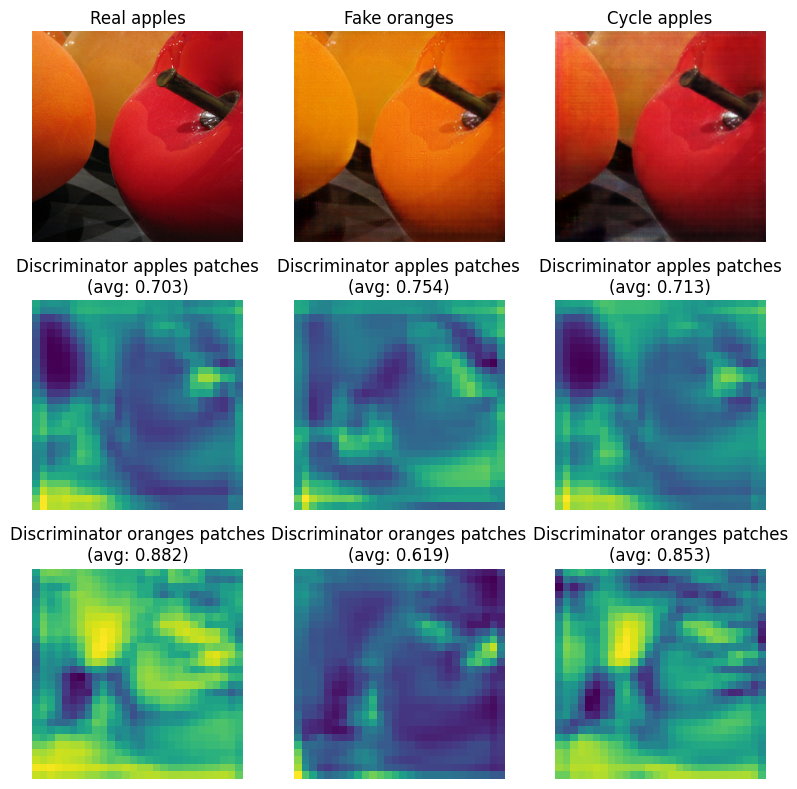 Real apples
Fake oranges
Cycle apples
Discriminator apples patches
(avg: 0.703)
Discriminator apples patches
(avg: 0.754)
Discriminator apples patches
(avg: 0.713)
Discriminator oranges patches
(avg: 0.882)
Discriminator oranges patches
(avg: 0.619)
Discriminator oranges patches
(avg: 0.853)